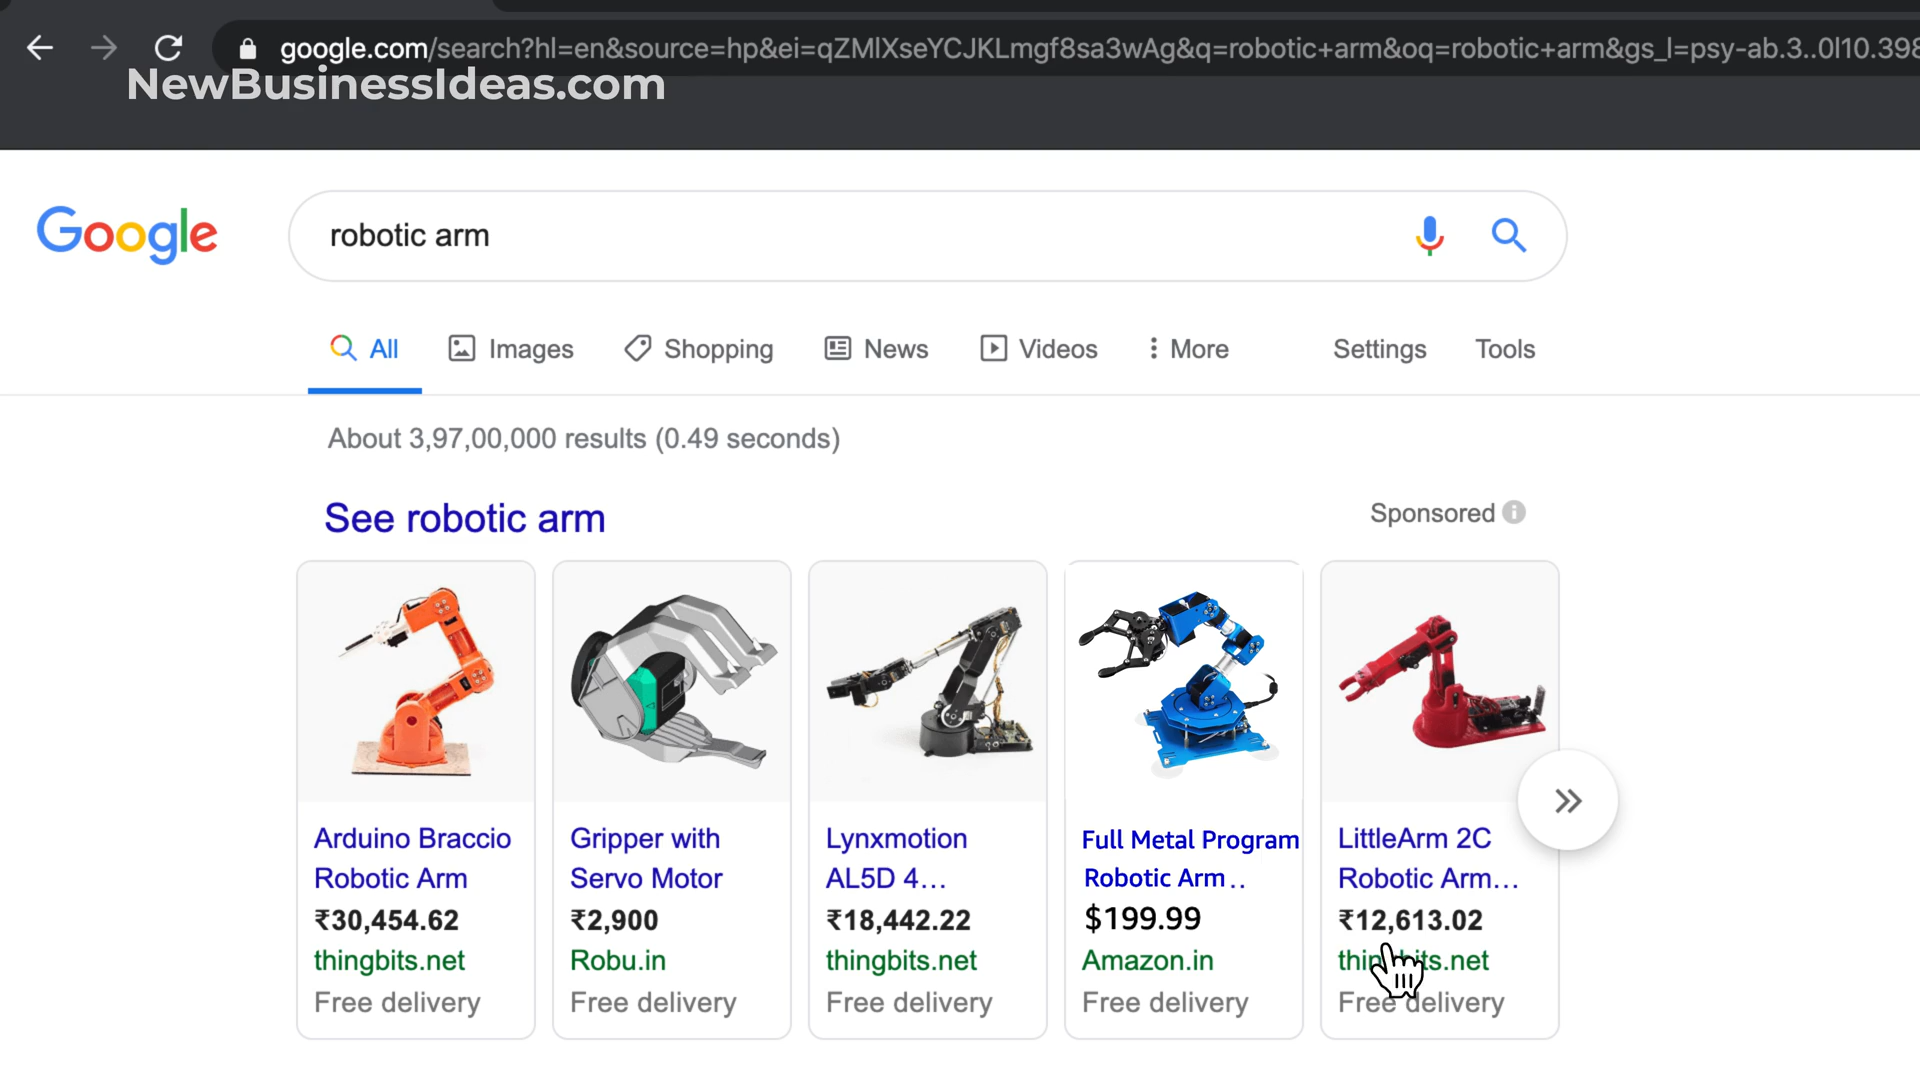 google.com/search?hl=en&source=hp&ei=qZMlXseYCJKLmgf8sa3wAg&q=robotic+arm&oq=robotic+arm&gs_l=psy-ab.3..0l10.398
NewBusinessIdeas.com
Google
robotic arm
All Images Shopping News Videos More Settings Tools
About 3,97,00,000 results (0.49 seconds)
See robotic arm
Sponsored
Arduino Braccio
Robotic Arm
₹30,454.62
thingbits.net
Free delivery
Gripper with
Servo Motor
₹2,900
Robu.in
Free delivery
Lynxmotion
AL5D 4...
₹18,442.22
thingbits.net
Free delivery
Full Metal Program
Robotic Arm..
$199.99
Amazon.in
Free delivery
LittleArm 2C
Robotic Arm...
₹12,613.02
thingbits.net
Free delivery